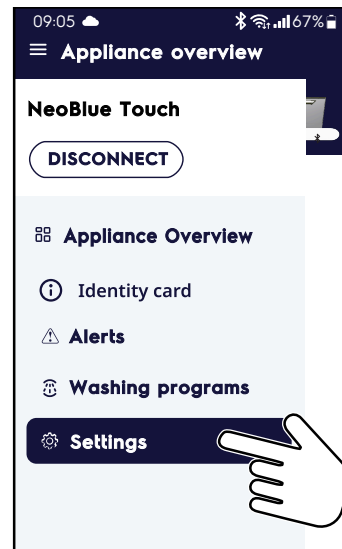 09:05 67%
Appliance overview
NeoBlue Touch
DISCONNECT
Appliance Overview
Identity card
Alerts
Washing programs
Settings